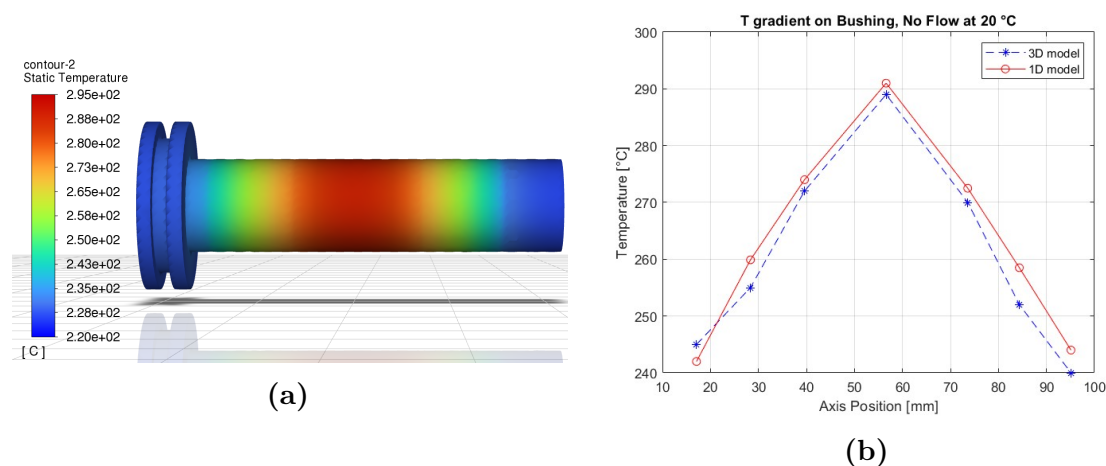 contour-2
Static Temperature
2.95e+02
2.88e+02
2.80e+02
2.73e+02
2.65e+02
2.58e+02
2.50e+02
2.43e+02
2.35e+02
2.28e+02
2.20e+02
[ C ]
(a)
T gradient on Bushing, No Flow at 20 °C
3D model
1D model
Temperature [°C]
300
290
280
270
260
250
240
10 20 30 40 50 60 70 80 90 100
Axis Position [mm]
(b)